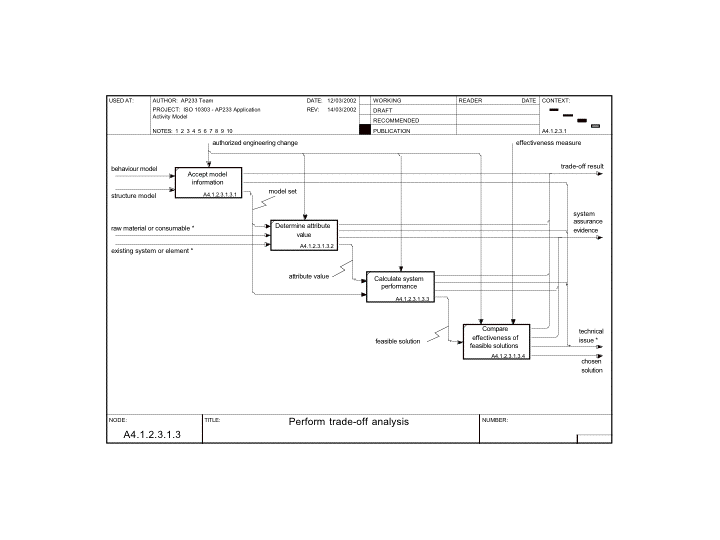 USED AT:
AUTHOR: AP233 Team
DATE: 12/03/2002
WORKING
READER
DATE
CONTEXT:
PROJECT: ISO 10303 - AP233 Application
Activity Model
REV: 14/03/2002
DRAFT
RECOMMENDED
NOTES: 1 2 3 4 5 6 7 8 9 10
PUBLICATION
A4.1.2.3.1
authorized engineering change
effectiveness measure
behaviour model
trade-off result
Accept model
information
A4.1.2.3.1.3.1
structure model
model set
system
assurance
evidence
raw material or consumable *
Determine attribute
value
A4.1.2.3.1.3.2
existing system or element *
attribute value
Calculate system
performance
A4.1.2.3.1.3.3
feasible solution
Compare
effectiveness of
feasible solutions
A4.1.2.3.1.3.4
technical
issue *
chosen
solution
NODE:
TITLE:
NUMBER:
A4.1.2.3.1.3
Perform trade-off analysis